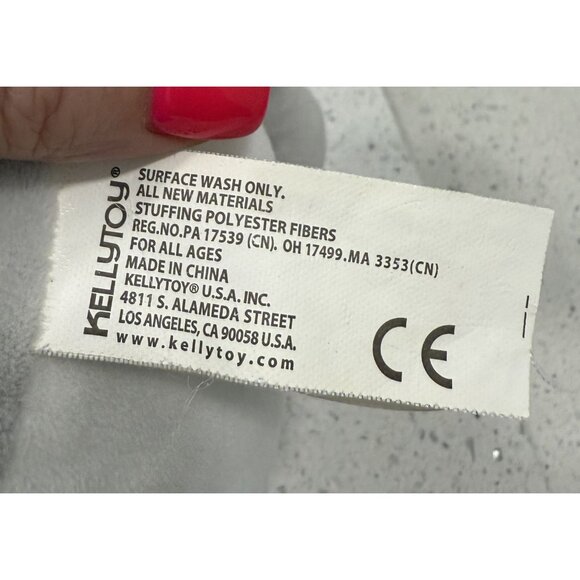 KELLYTOY®
SURFACE WASH ONLY.
ALL NEW MATERIALS
STUFFING POLYESTER FIBERS
REG.NO.PA 17539 (CN). OH 17499.MA 3353(CN)
FOR ALL AGES
MADE IN CHINA
KELLYTOY® U.S.A. INC.
4811 S. ALAMEDA STREET
LOS ANGELES, CA 90058 U.S.A.
www.kellytoy.com
CE